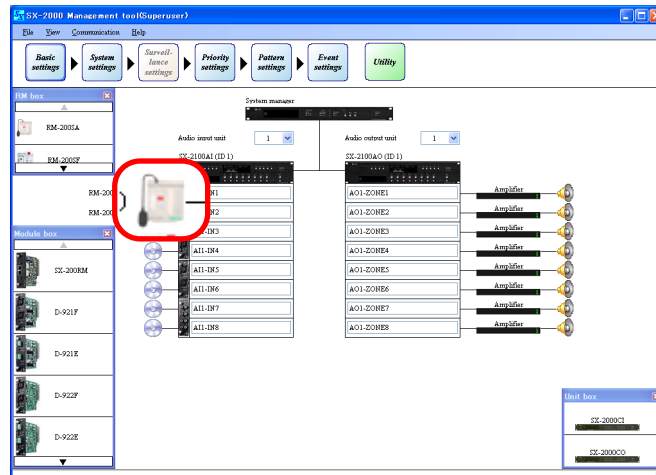 SX-2000 Management tool(Superuser)
File View Communication Help
Basic settings
System settings
Surveil-
lance
settings
Priority settings
Pattern settings
Event settings
Utility
RM box
RM-200SA
RM-200SF
System manager
Audio input unit 1
Audio output unit 1
SX-2100AI (ID 1)
SX-2100AO (ID 1)
RM-200
RM-200
IN1
IN2
AI1-IN3
AI1-IN4
AI1-IN5
AI1-IN6
AI1-IN7
AI1-IN8
AO1-ZONE1 Amplifier
AO1-ZONE2 Amplifier
AO1-ZONE3 Amplifier
AO1-ZONE4 Amplifier
AO1-ZONE5 Amplifier
AO1-ZONE6 Amplifier
AO1-ZONE7 Amplifier
AO1-ZONE8 Amplifier
Module box
SX-200RM
D-921F
D-921E
D-922F
D-922E
Unit box
SX-2000CI
SX-2000CO